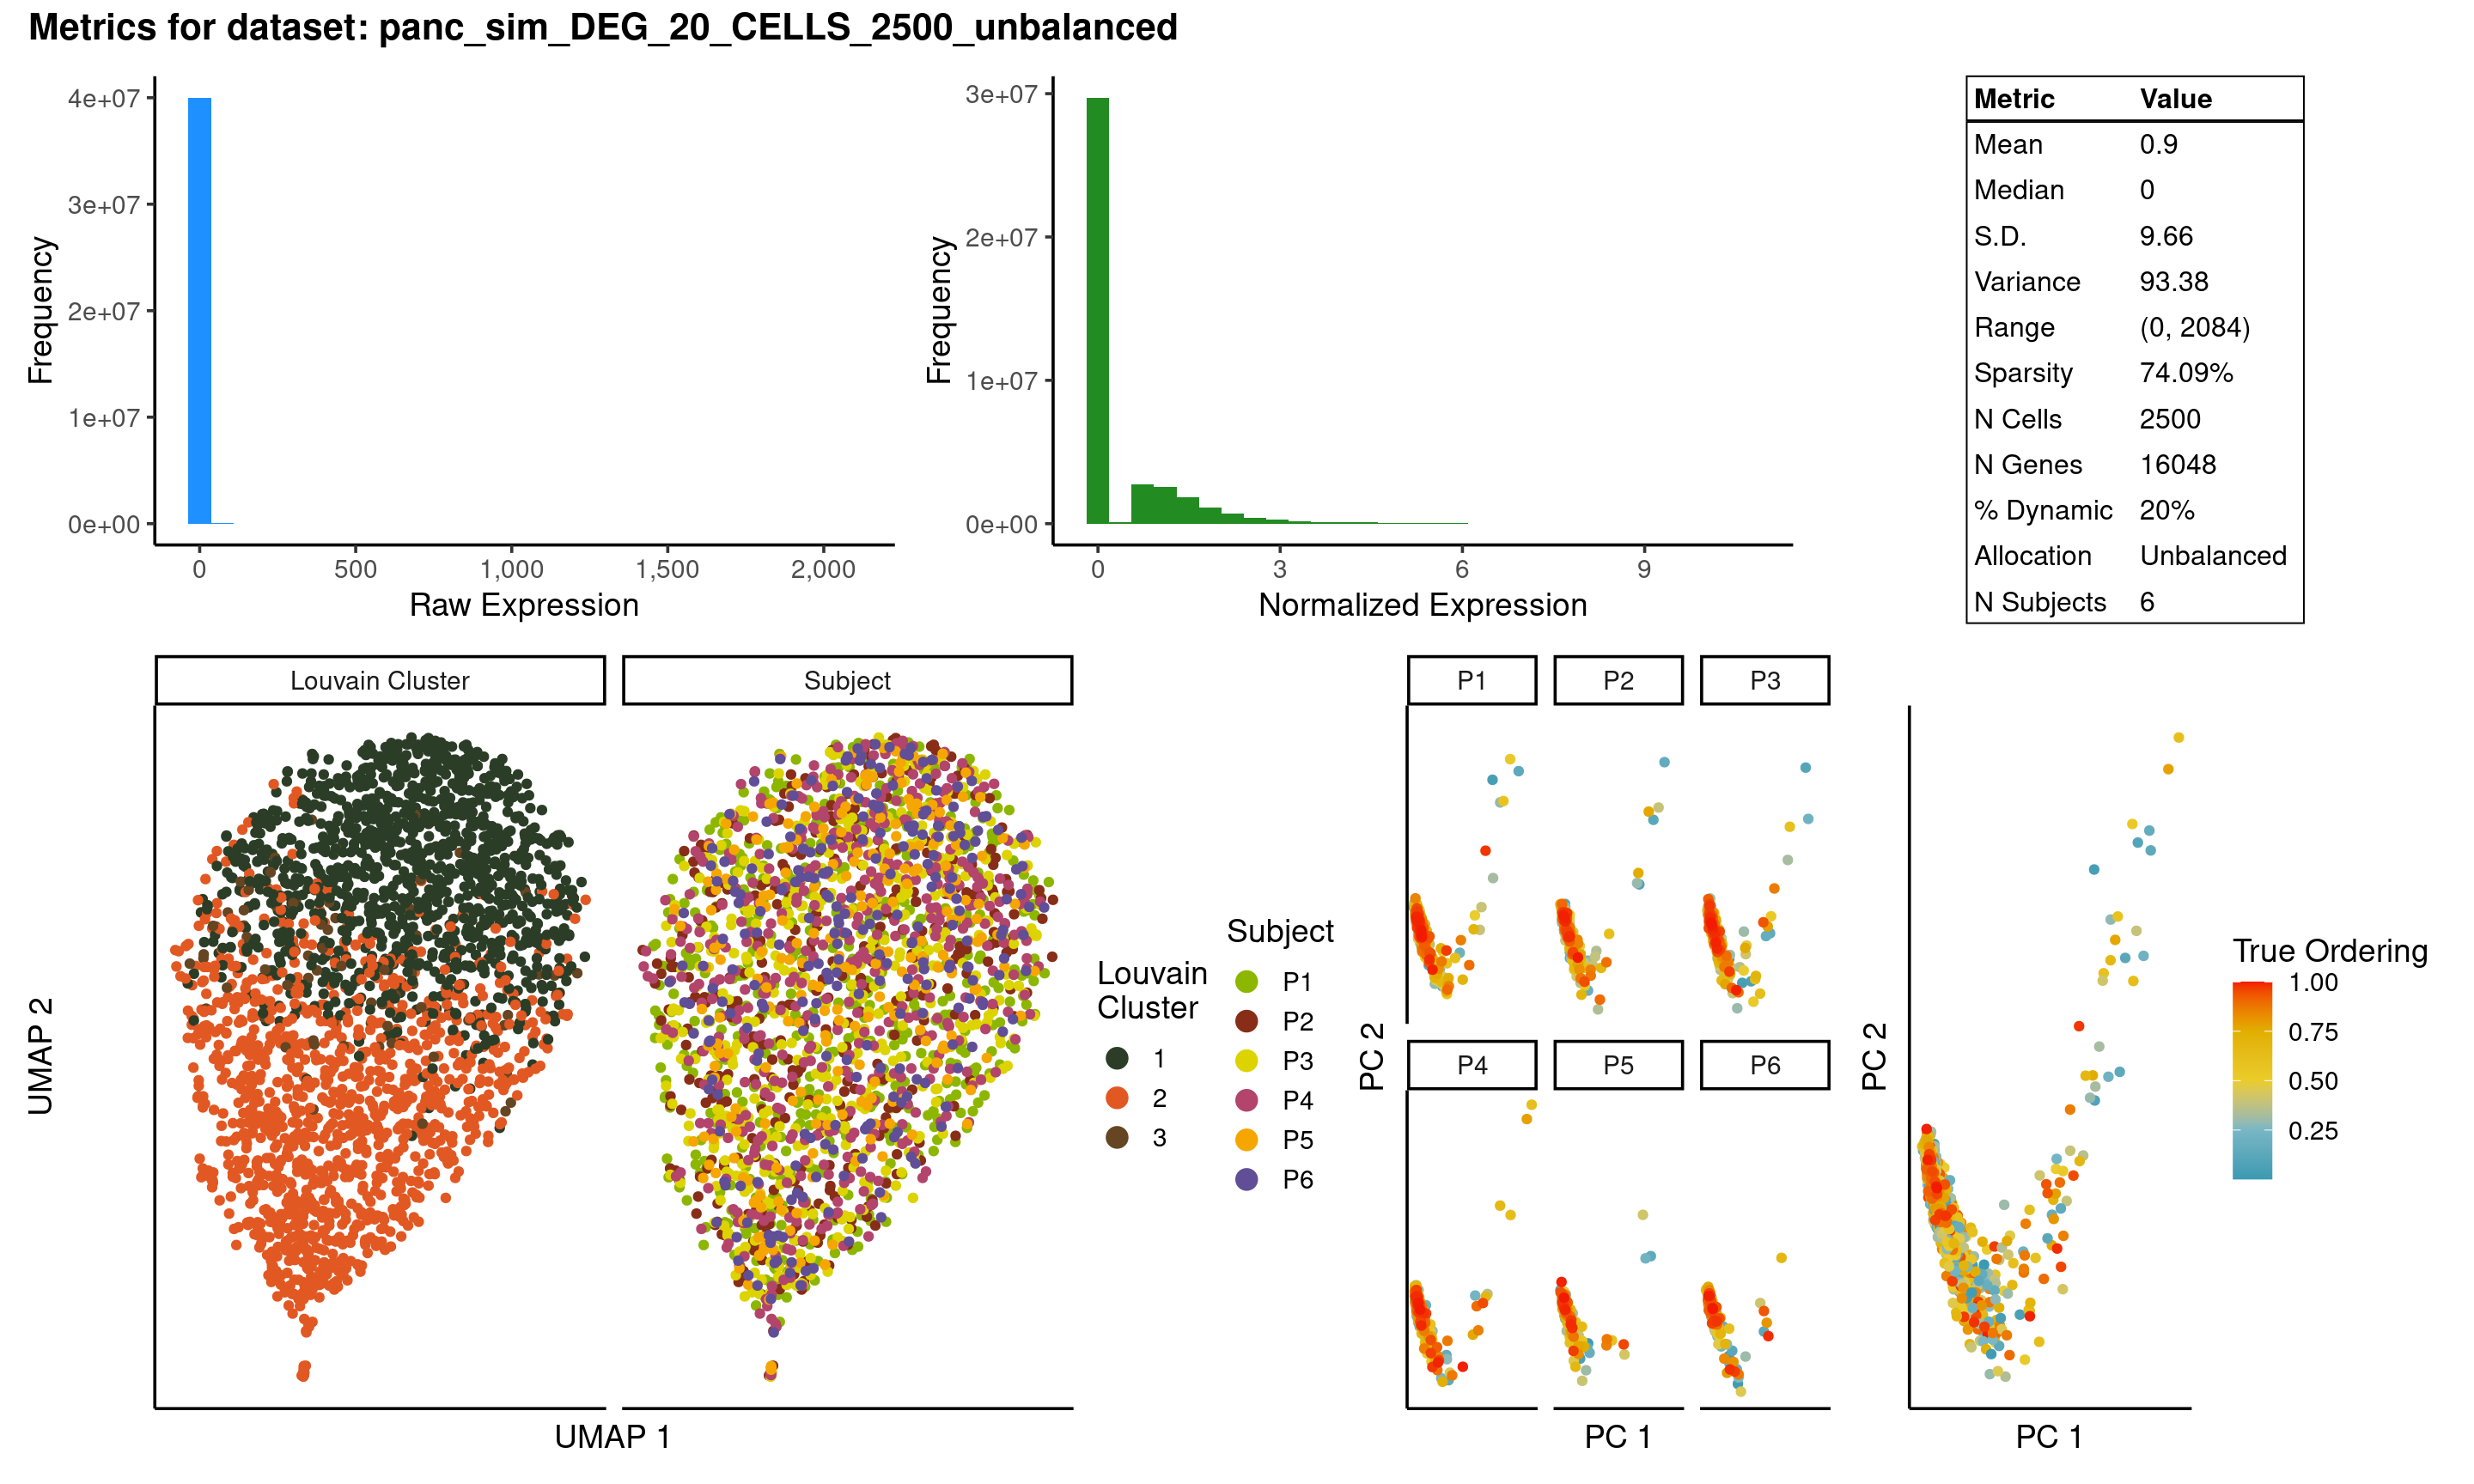 Metrics for dataset: panc_sim_DEG_20_CELLS_2500_unbalanced
4e+07
3e+07
2e+07
1e+07
0e+00
Frequency
0
500
1,000
1,500
2,000
Raw Expression
3e+07
2e+07
1e+07
0e+00
Frequency
0
3
6
9
Normalized Expression
Metric Value
Mean 0.9
Median 0
S.D. 9.66
Variance 93.38
Range (0, 2084)
Sparsity 74.09%
N Cells 2500
N Genes 16048
% Dynamic 20%
Allocation Unbalanced
N Subjects 6
Louvain Cluster
Subject
UMAP 2
UMAP 1
Louvain
Cluster
1
2
3
Subject
P1
P2
P3
P4
P5
P6
P1
P2
P3
P4
P5
P6
PC 2
PC 1
PC 2
PC 1
True Ordering
1.00
0.75
0.50
0.25